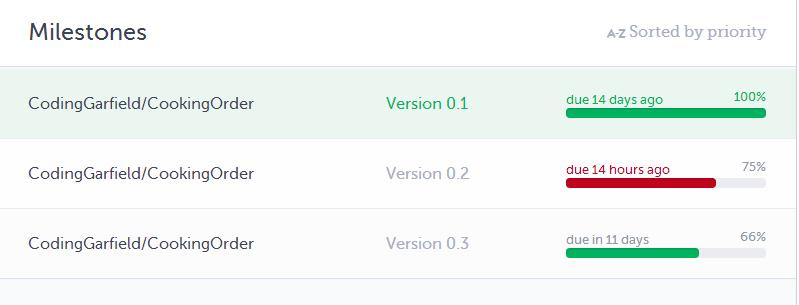 Milestones
A-Z Sorted by priority
CodingGarfield/CookingOrder Version 0.1 due 14 days ago 100%
CodingGarfield/CookingOrder Version 0.2 due 14 hours ago 75%
CodingGarfield/CookingOrder Version 0.3 due in 11 days 66%